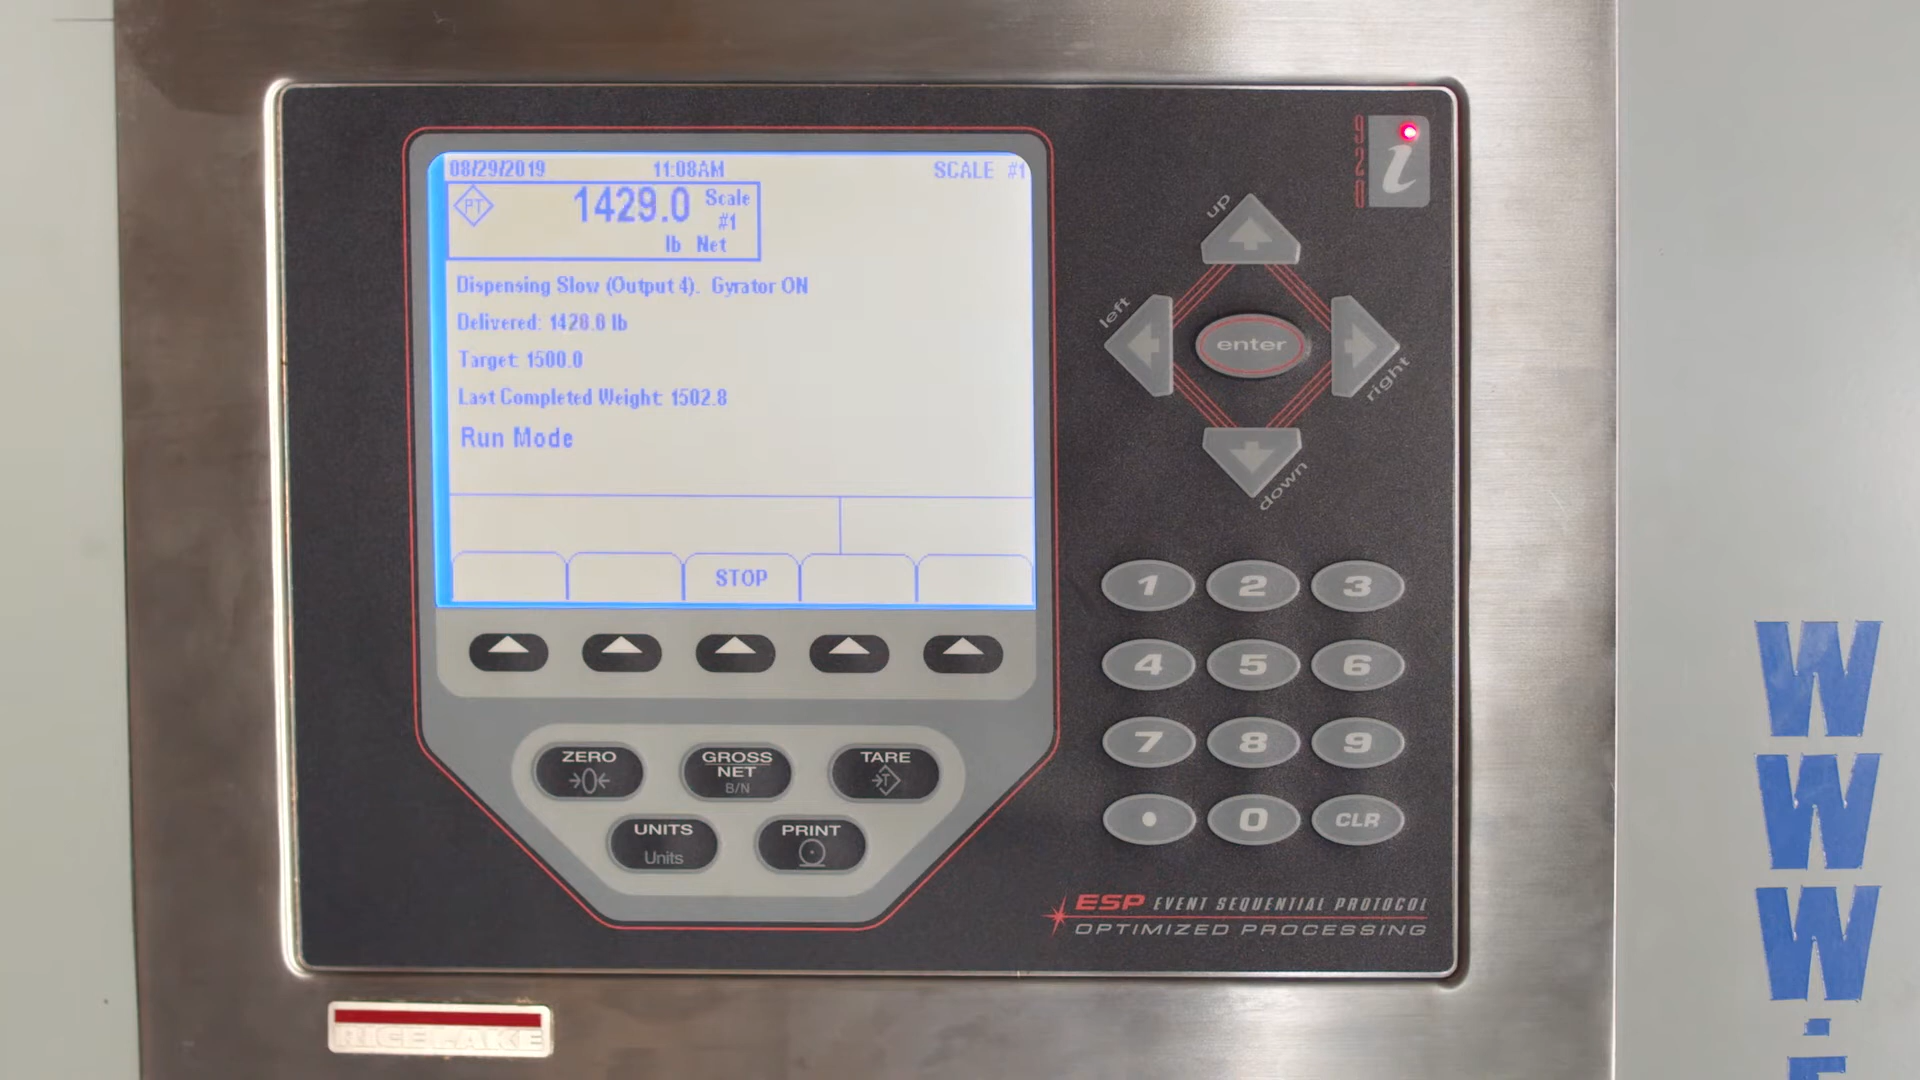 08/29/2019 11:08AM SCALE #1
PT 1429.0 Scale
#1
lb Net
Dispensing Slow (Output 4). Gyrator ON
Delivered: 1428.0 lb
Target: 1500.0
Last Completed Weight: 1502.8
Run Mode
STOP
ZERO
→0←
GROSS
NET
B/N
TARE
→T
UNITS
Units
PRINT
920
i
up
left
enter
right
down
1 2 3
4 5 6
7 8 9
. 0 CLR
ESP EVENT SEQUENTIAL PROTOCOL
OPTIMIZED PROCESSING
RICE LAKE
WWW.